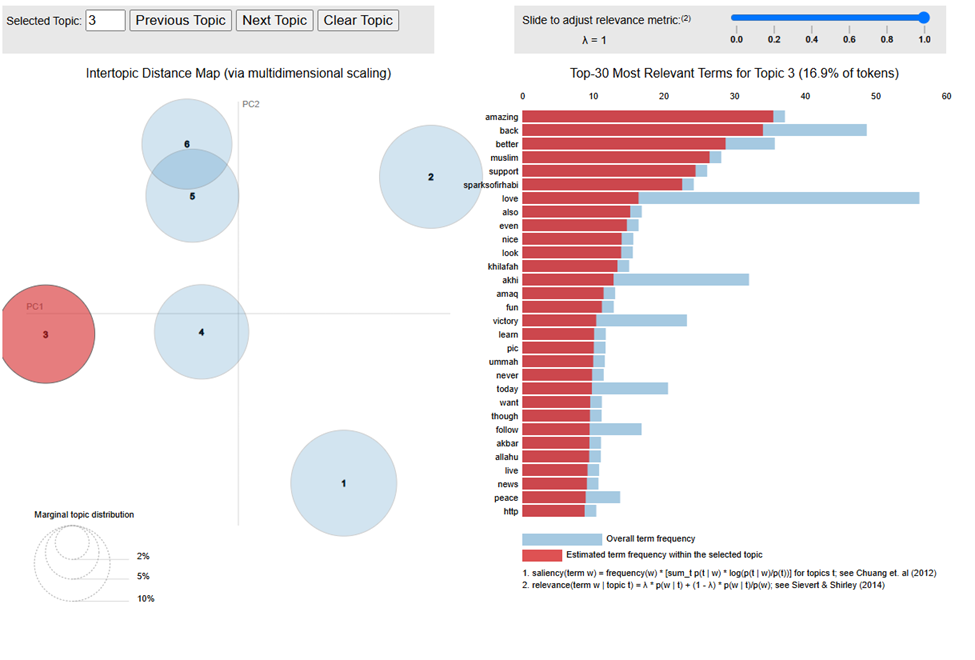 Selected Topic: 3 Previous Topic Next Topic Clear Topic
Slide to adjust relevance metric:(2)
λ = 1
0.0 0.2 0.4 0.6 0.8 1.0
Intertopic Distance Map (via multidimensional scaling)
PC2
PC1
6
5
2
3
4
1
Marginal topic distribution
2%
5%
10%
Top-30 Most Relevant Terms for Topic 3 (16.9% of tokens)
0 10 20 30 40 50 60
amazing
back
better
muslim
support
sparksofirhabi
love
also
even
nice
look
khilafah
akhi
amaq
fun
victory
learn
pic
ummah
never
today
want
though
follow
akbar
allahu
live
news
peace
http
Overall term frequency
Estimated term frequency within the selected topic
1. saliency(term w) = frequency(w) * [sum_t p(t | w) * log(p(t | w)/p(t))] for topics t; see Chuang et. al (2012)
2. relevance(term w | topic t) = λ * p(w | t) + (1 - λ) * p(w | t)/p(w); see Sievert & Shirley (2014)